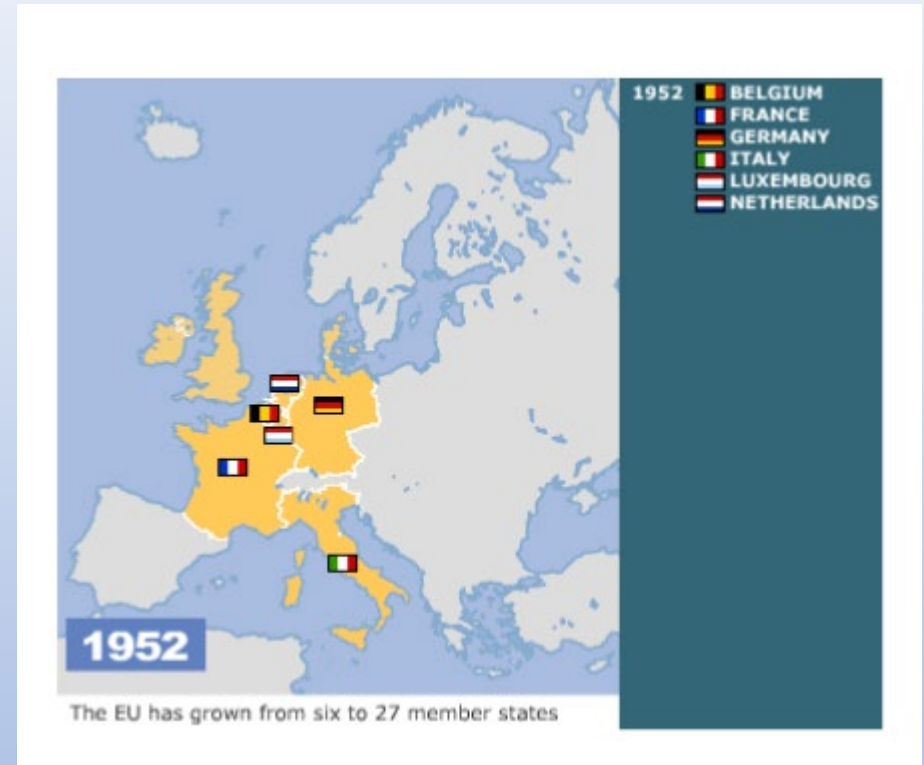 1952 BELGIUM
FRANCE
GERMANY
ITALY
LUXEMBOURG
NETHERLANDS
1952
The EU has grown from six to 27 member states